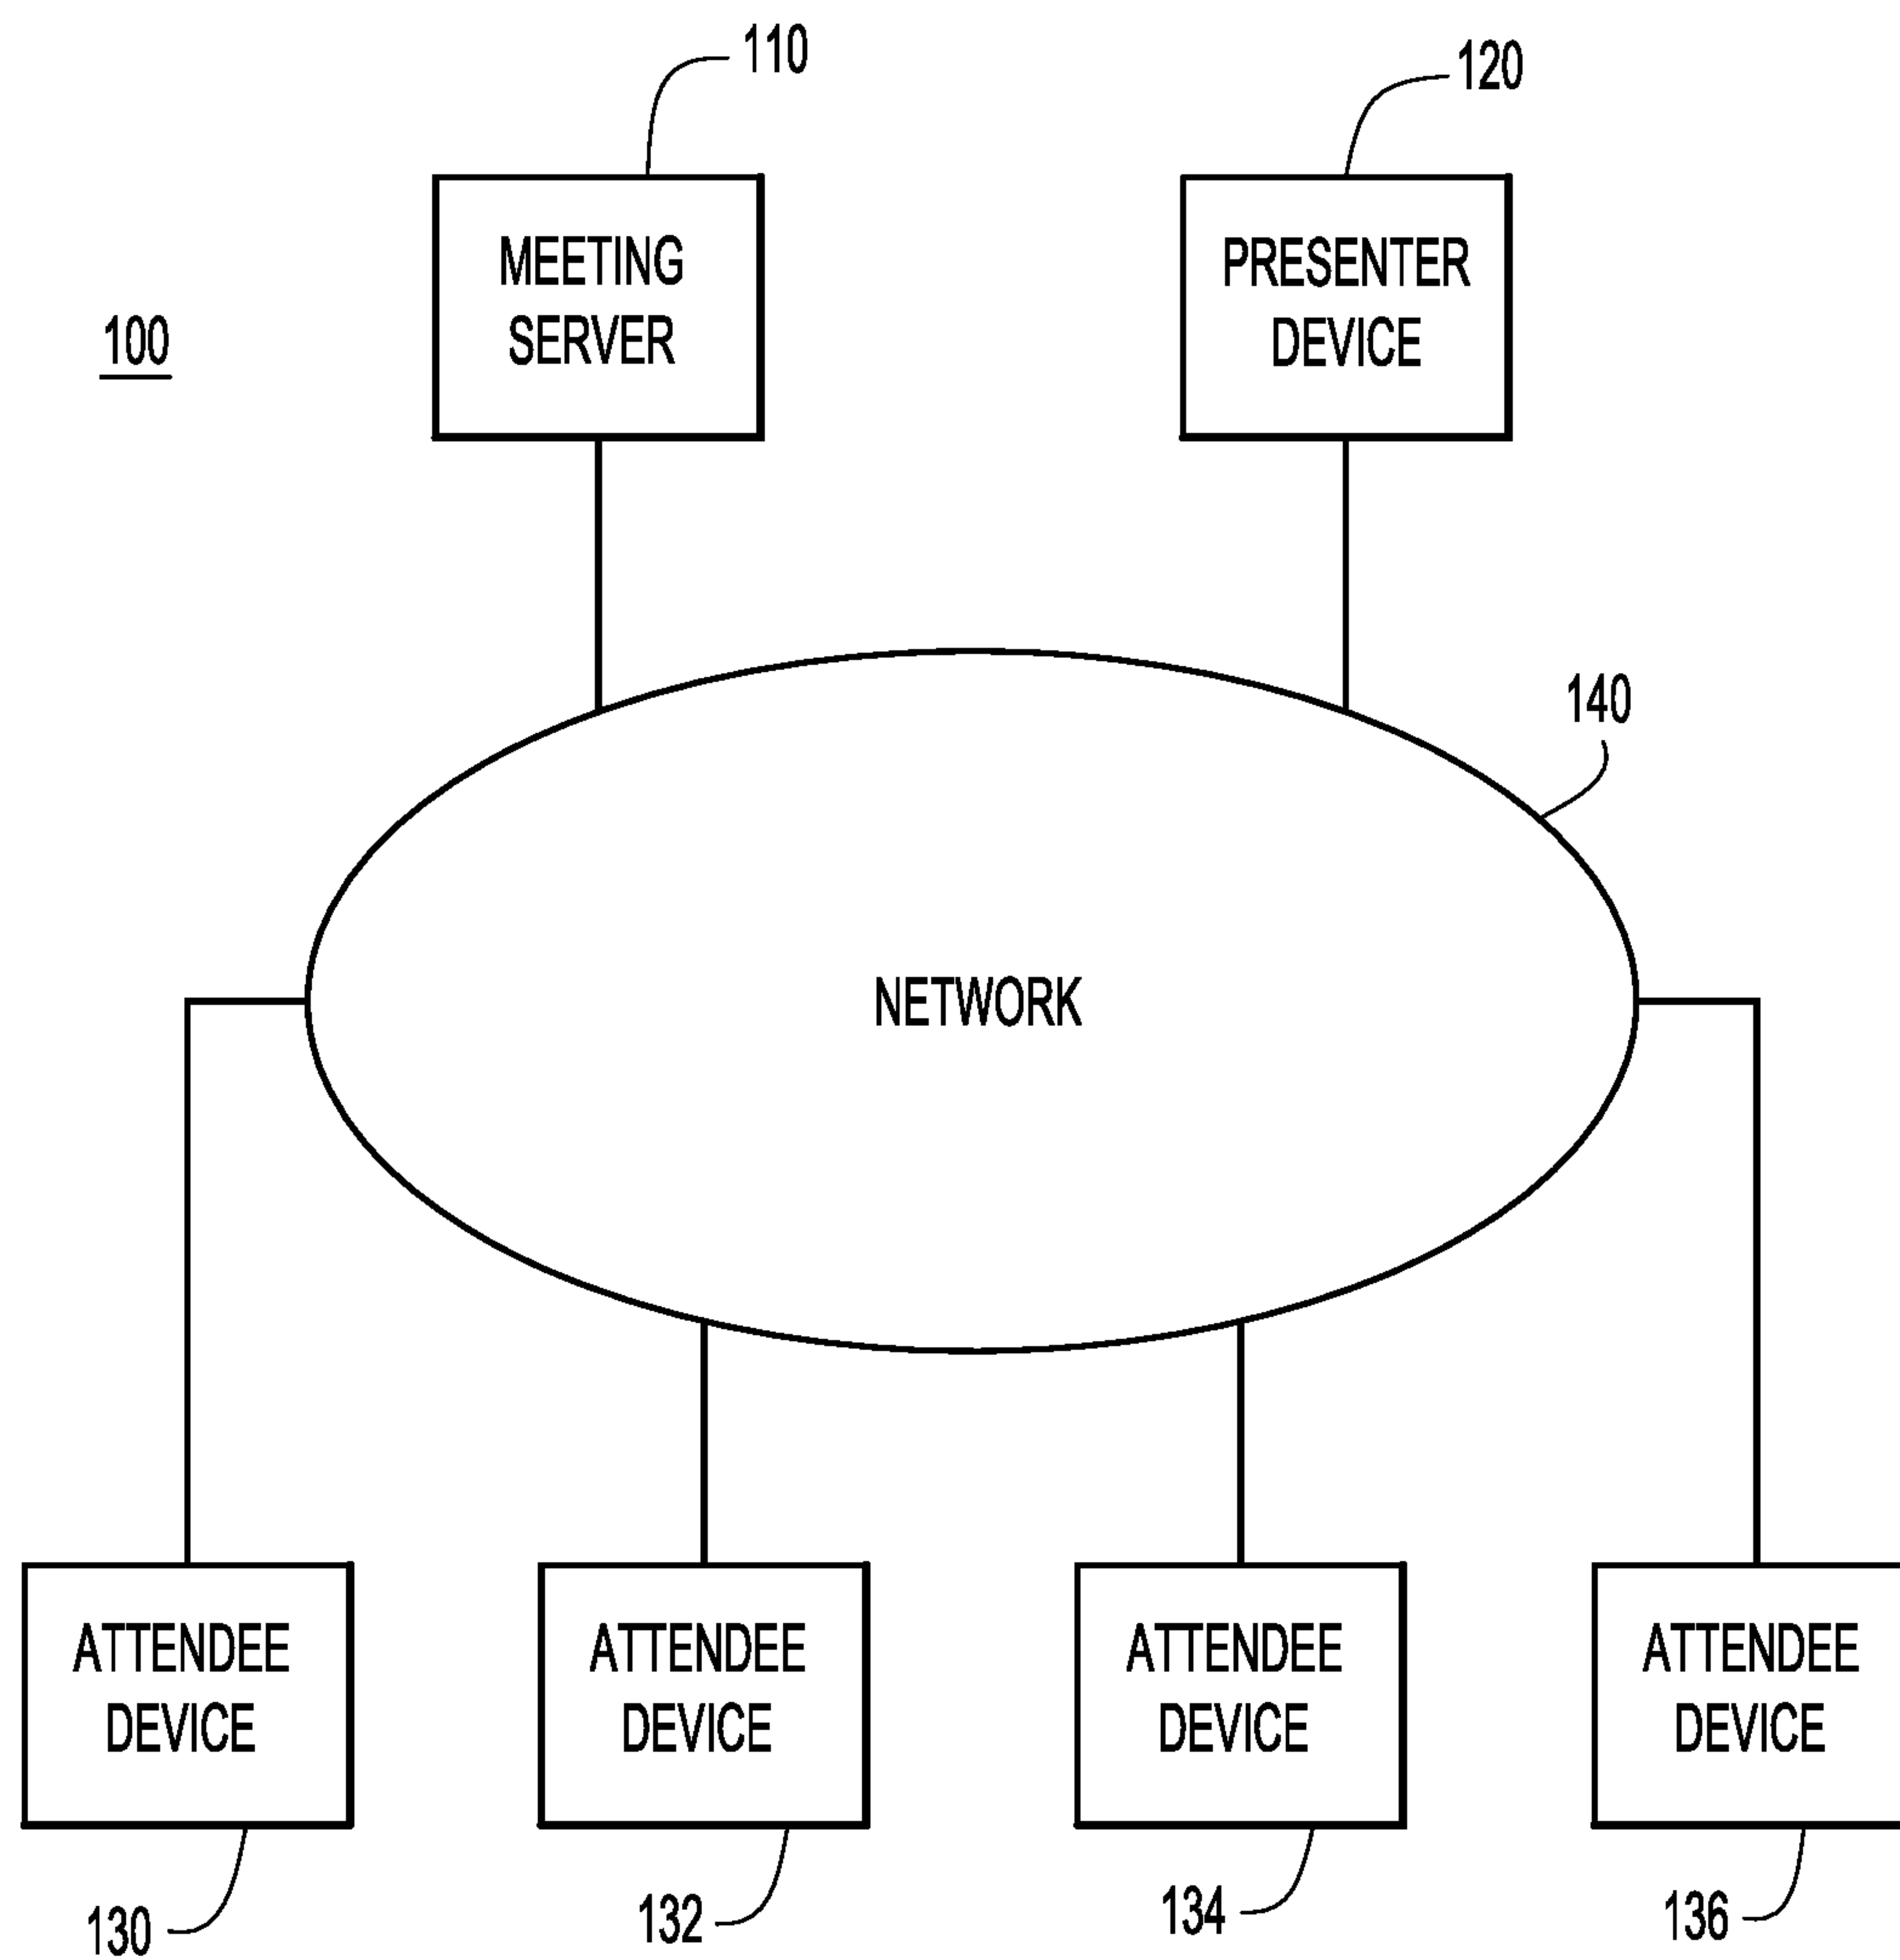 110
120
MEETING
SERVER
PRESENTER
DEVICE
100
140
NETWORK
ATTENDEE
DEVICE
ATTENDEE
DEVICE
ATTENDEE
DEVICE
ATTENDEE
DEVICE
130
132
134
136